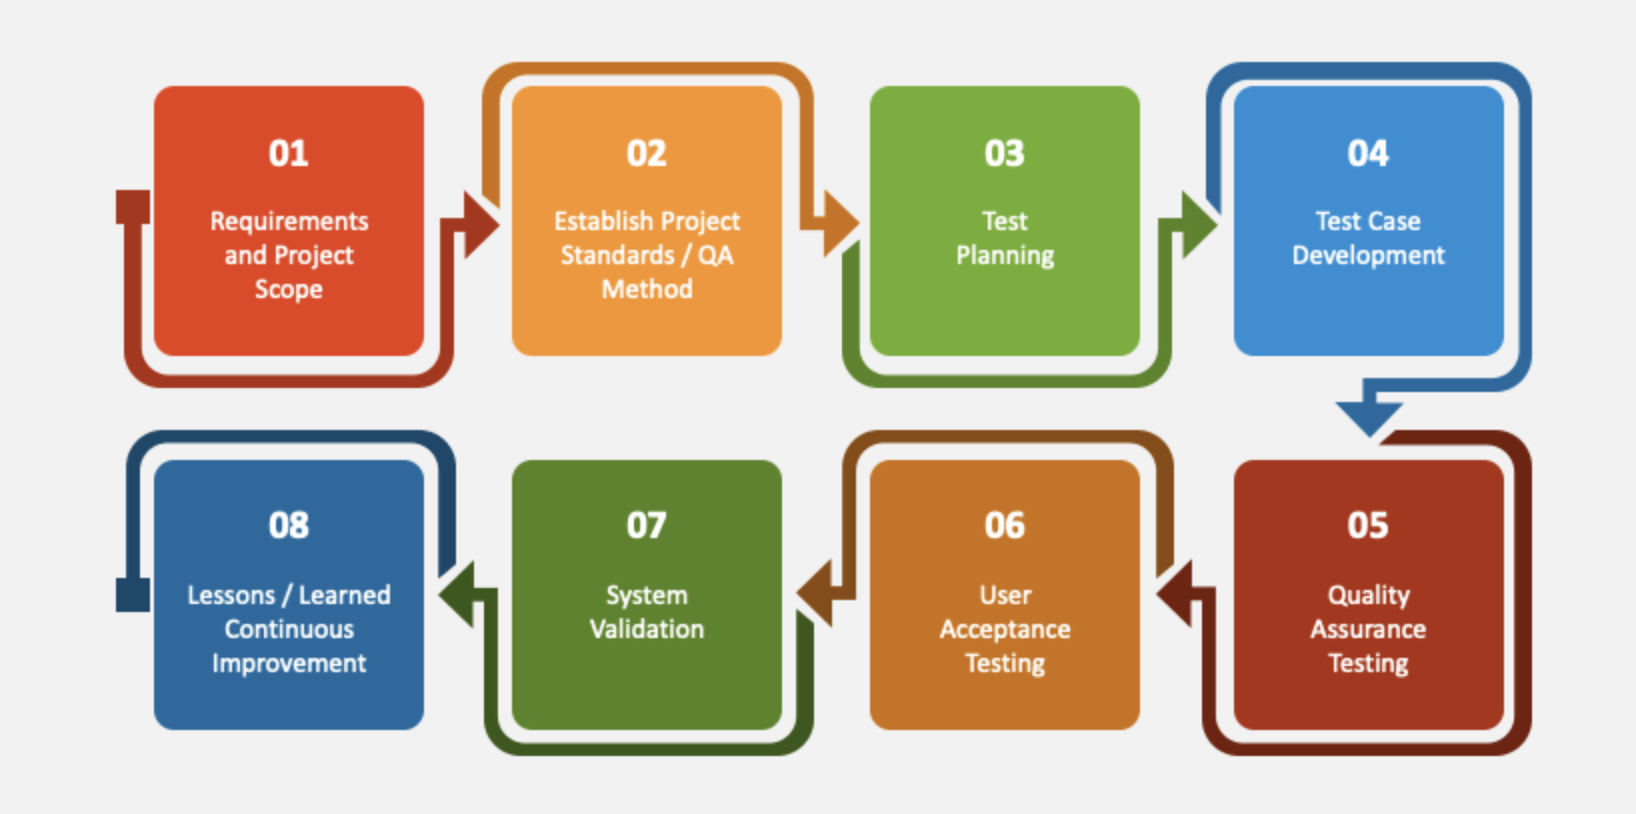 01
Requirements
and Project
Scope
02
Establish Project
Standards / QA
Method
03
Test
Planning
04
Test Case
Development
05
Quality
Assurance
Testing
06
User
Acceptance
Testing
07
System
Validation
08
Lessons / Learned
Continuous
Improvement